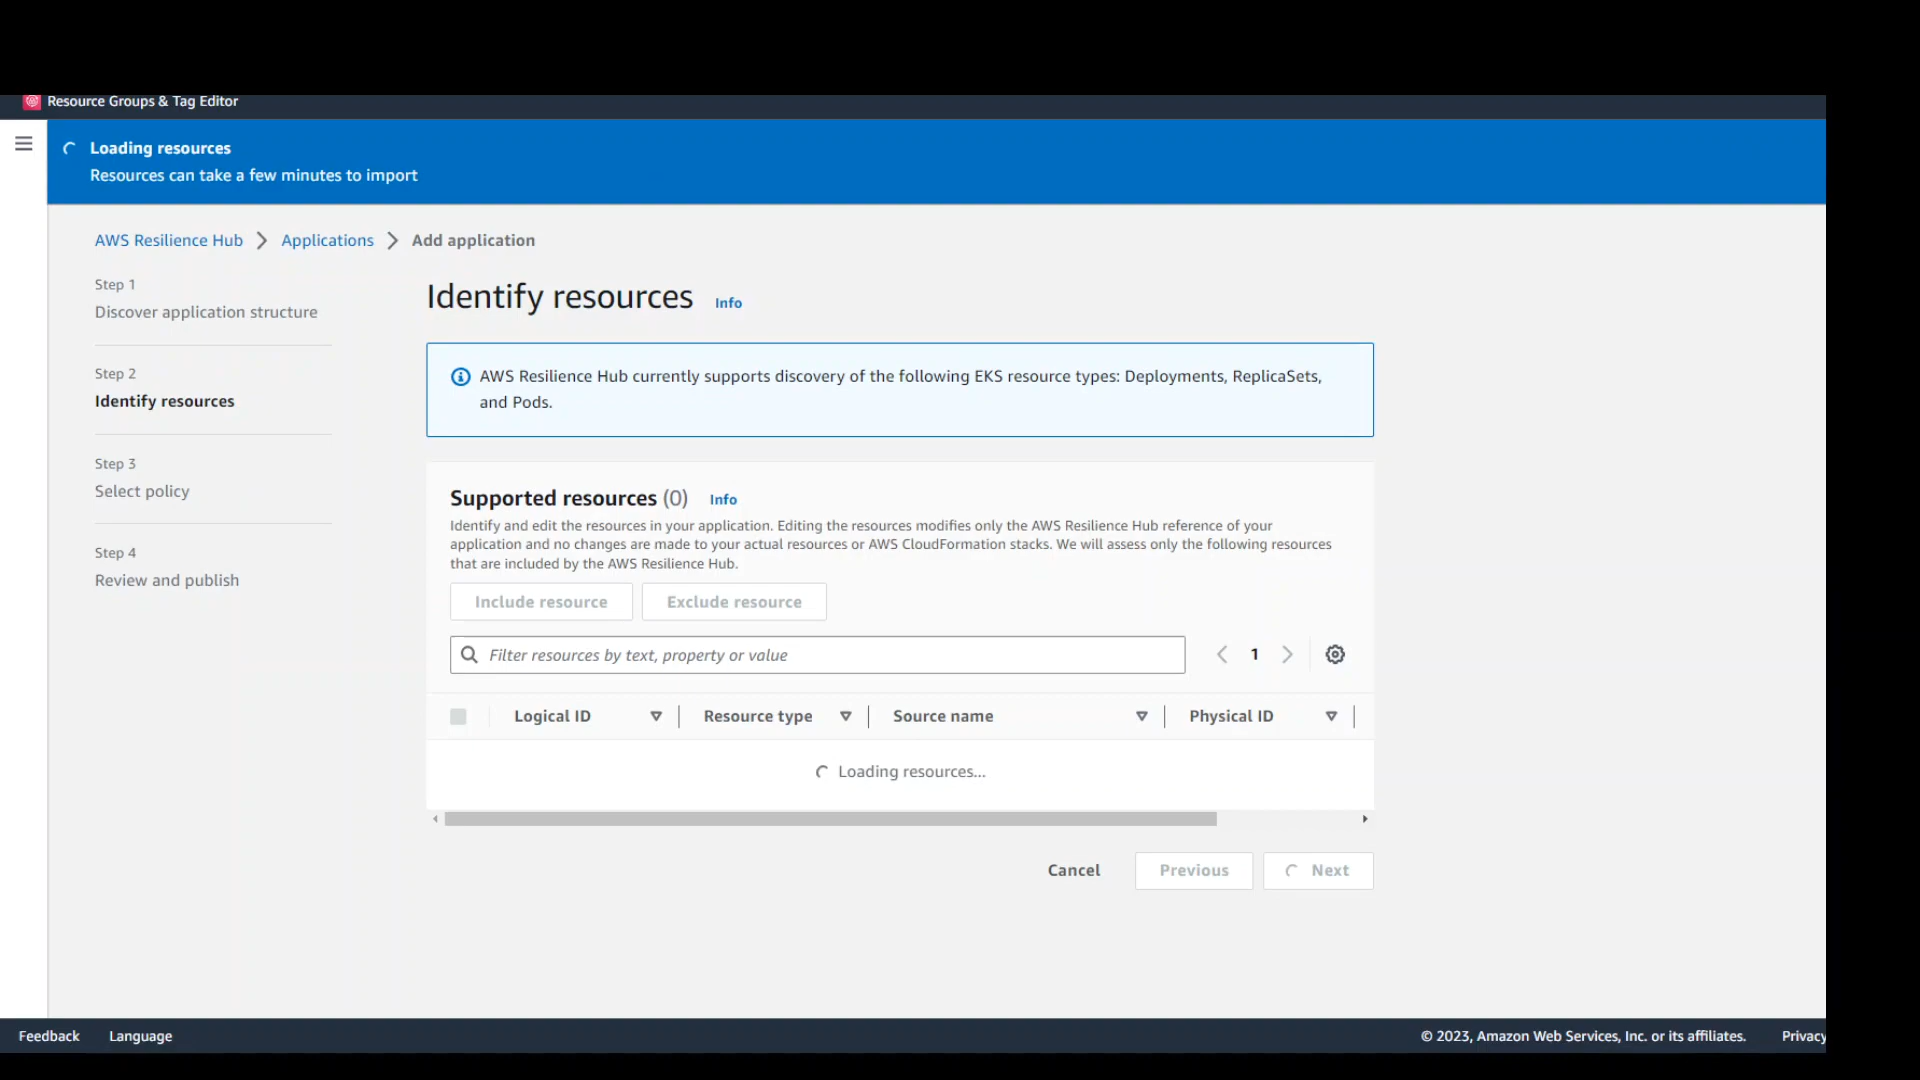 Resource Groups & Tag Editor
Loading resources
Resources can take a few minutes to import
AWS Resilience Hub > Applications > Add application
Step 1
Discover application structure
Step 2
Identify resources
Step 3
Select policy
Step 4
Review and publish
Identify resources Info
AWS Resilience Hub currently supports discovery of the following EKS resource types: Deployments, ReplicaSets,
and Pods.
Supported resources (0) Info
Identify and edit the resources in your application. Editing the resources modifies only the AWS Resilience Hub reference of your
application and no changes are made to your actual resources or AWS CloudFormation stacks. We will assess only the following resources
that are included by the AWS Resilience Hub.
Include resource Exclude resource
Filter resources by text, property or value
1
Logical ID Resource type Source name Physical ID
Loading resources...
Cancel Previous Next
Feedback Language © 2023, Amazon Web Services, Inc. or its affiliates. Privacy